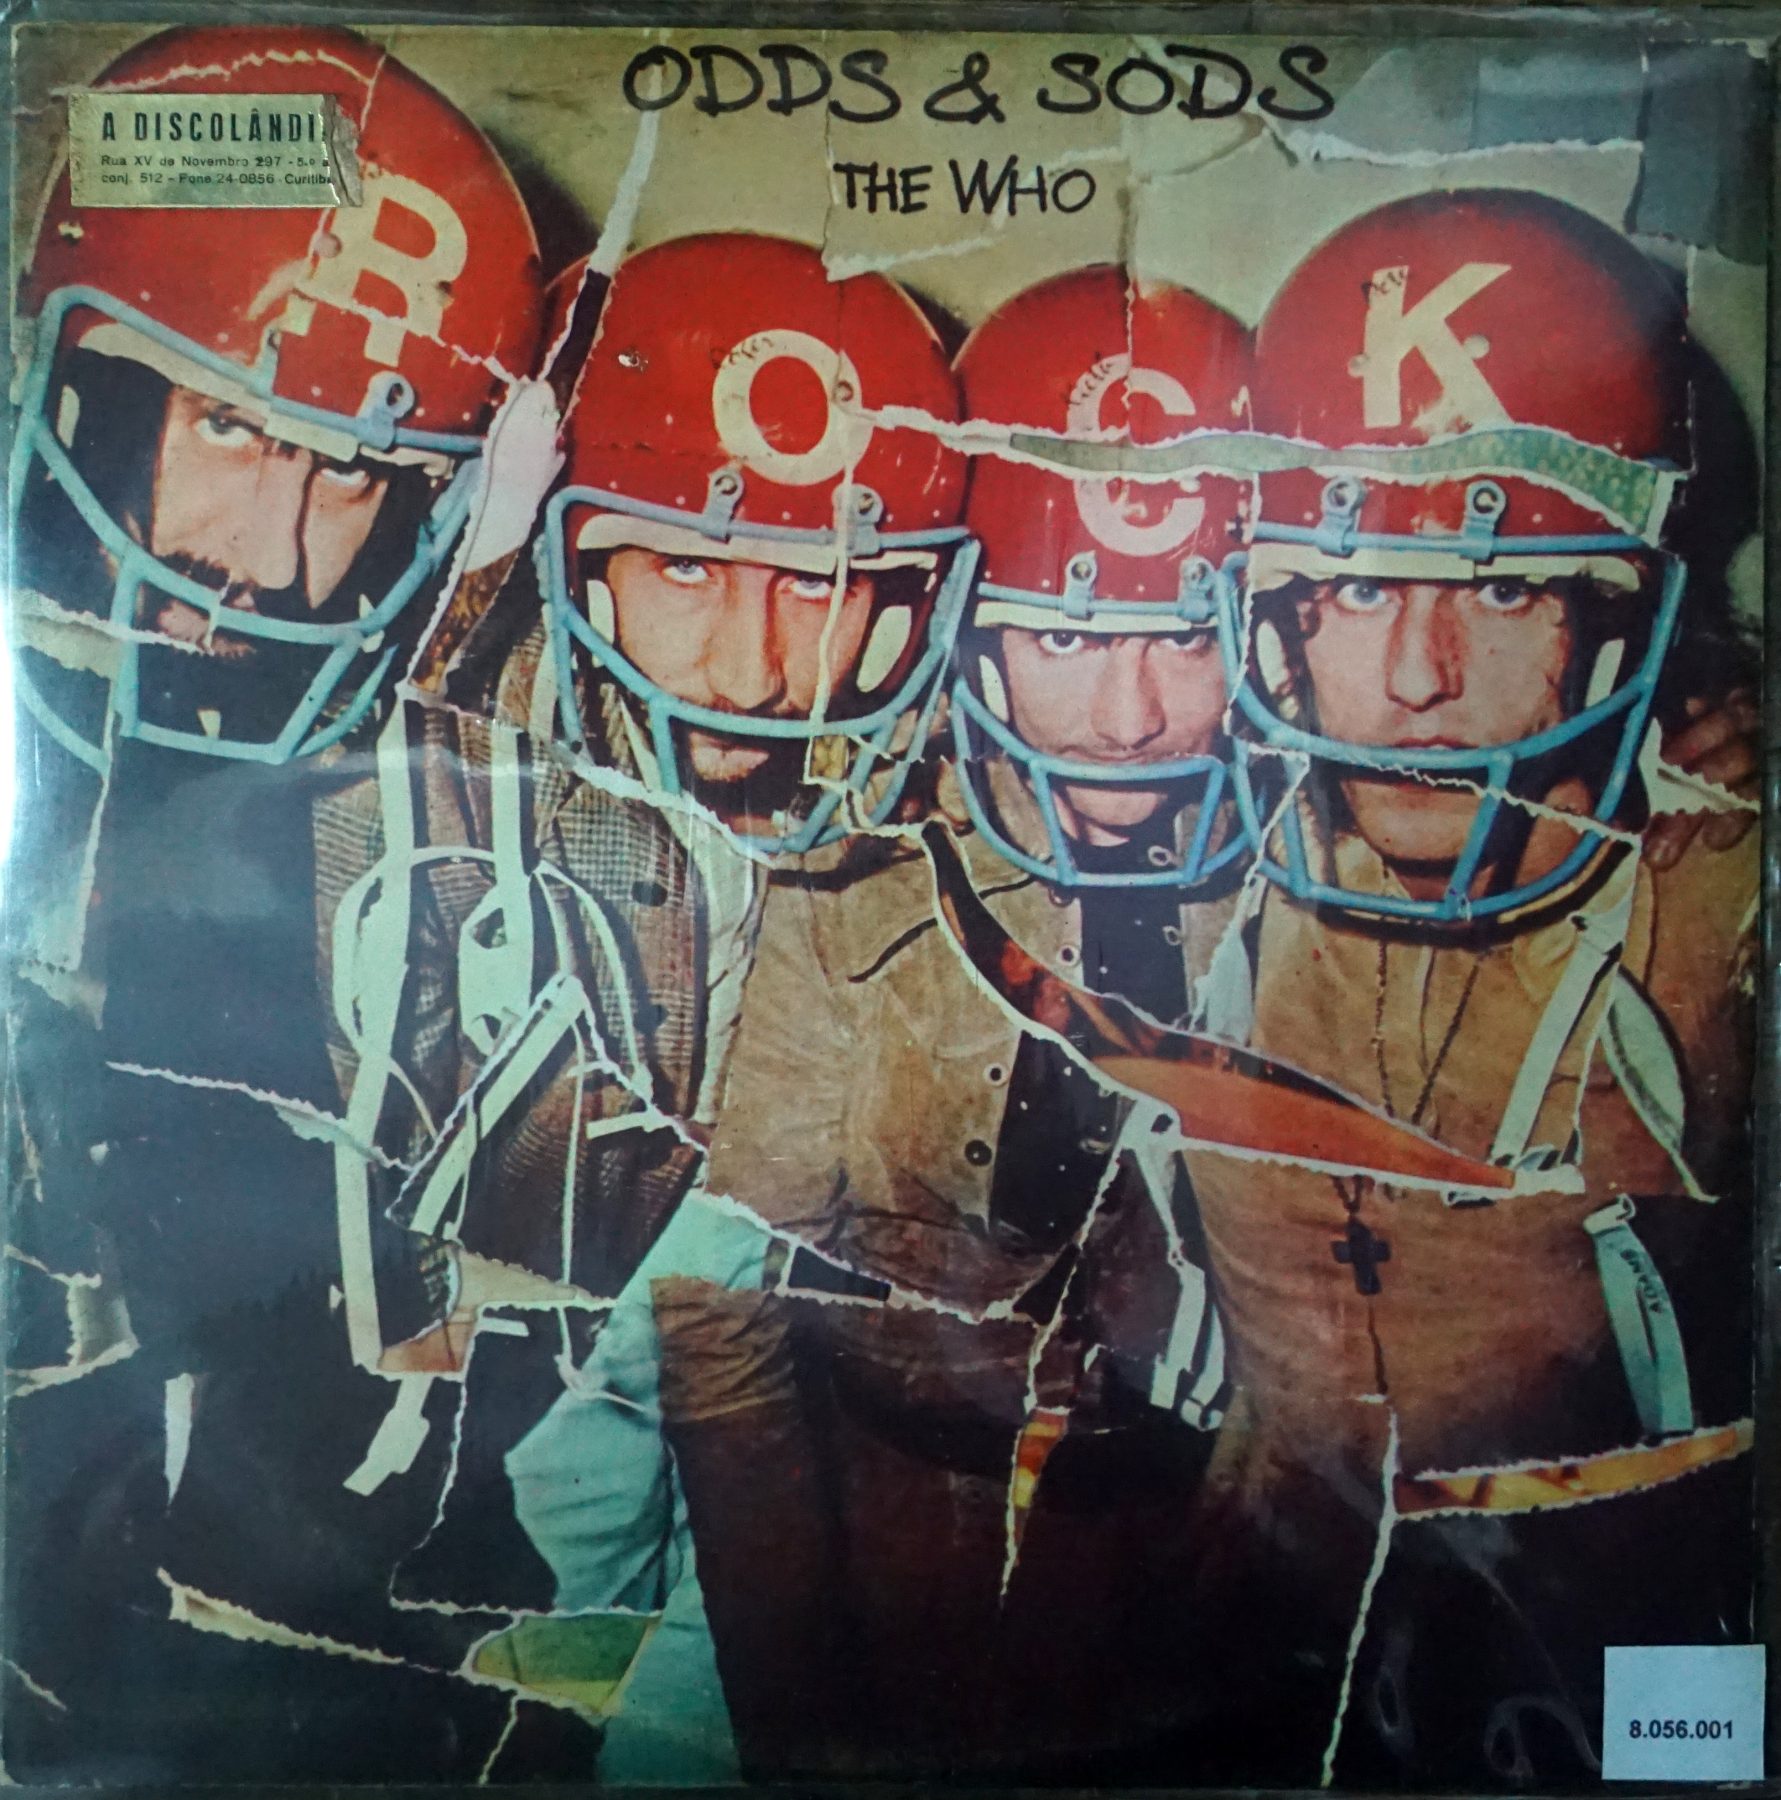 ODDS & SODS
THE WHO
A DISCOLÂNDI
Rua XV de Novembro 297 - 5.º a
conj. 512 - Fone 24-0856 - Curitiba
R O C K
Roger
8.056.001